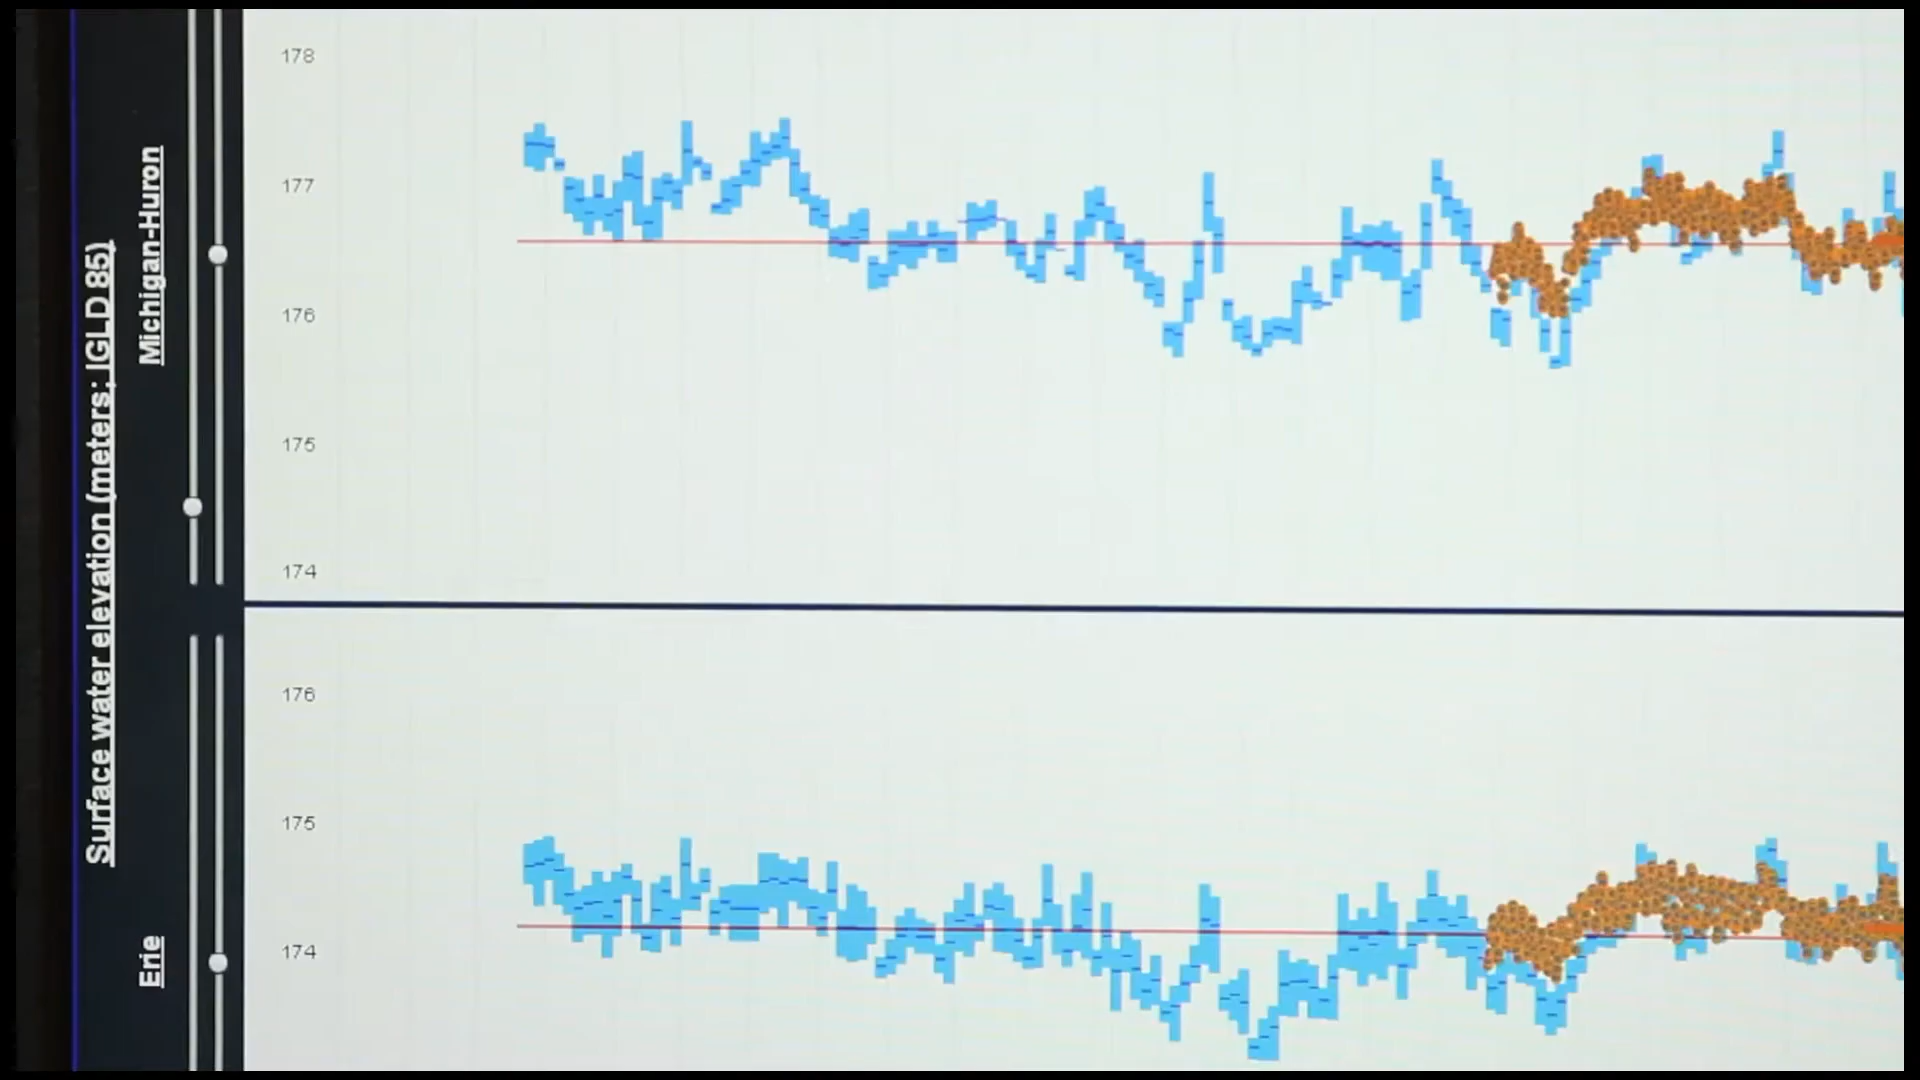 Surface water elevation (meters; IGLD 85)
Michigan-Huron
178
177
176
175
174
Erie
176
175
174